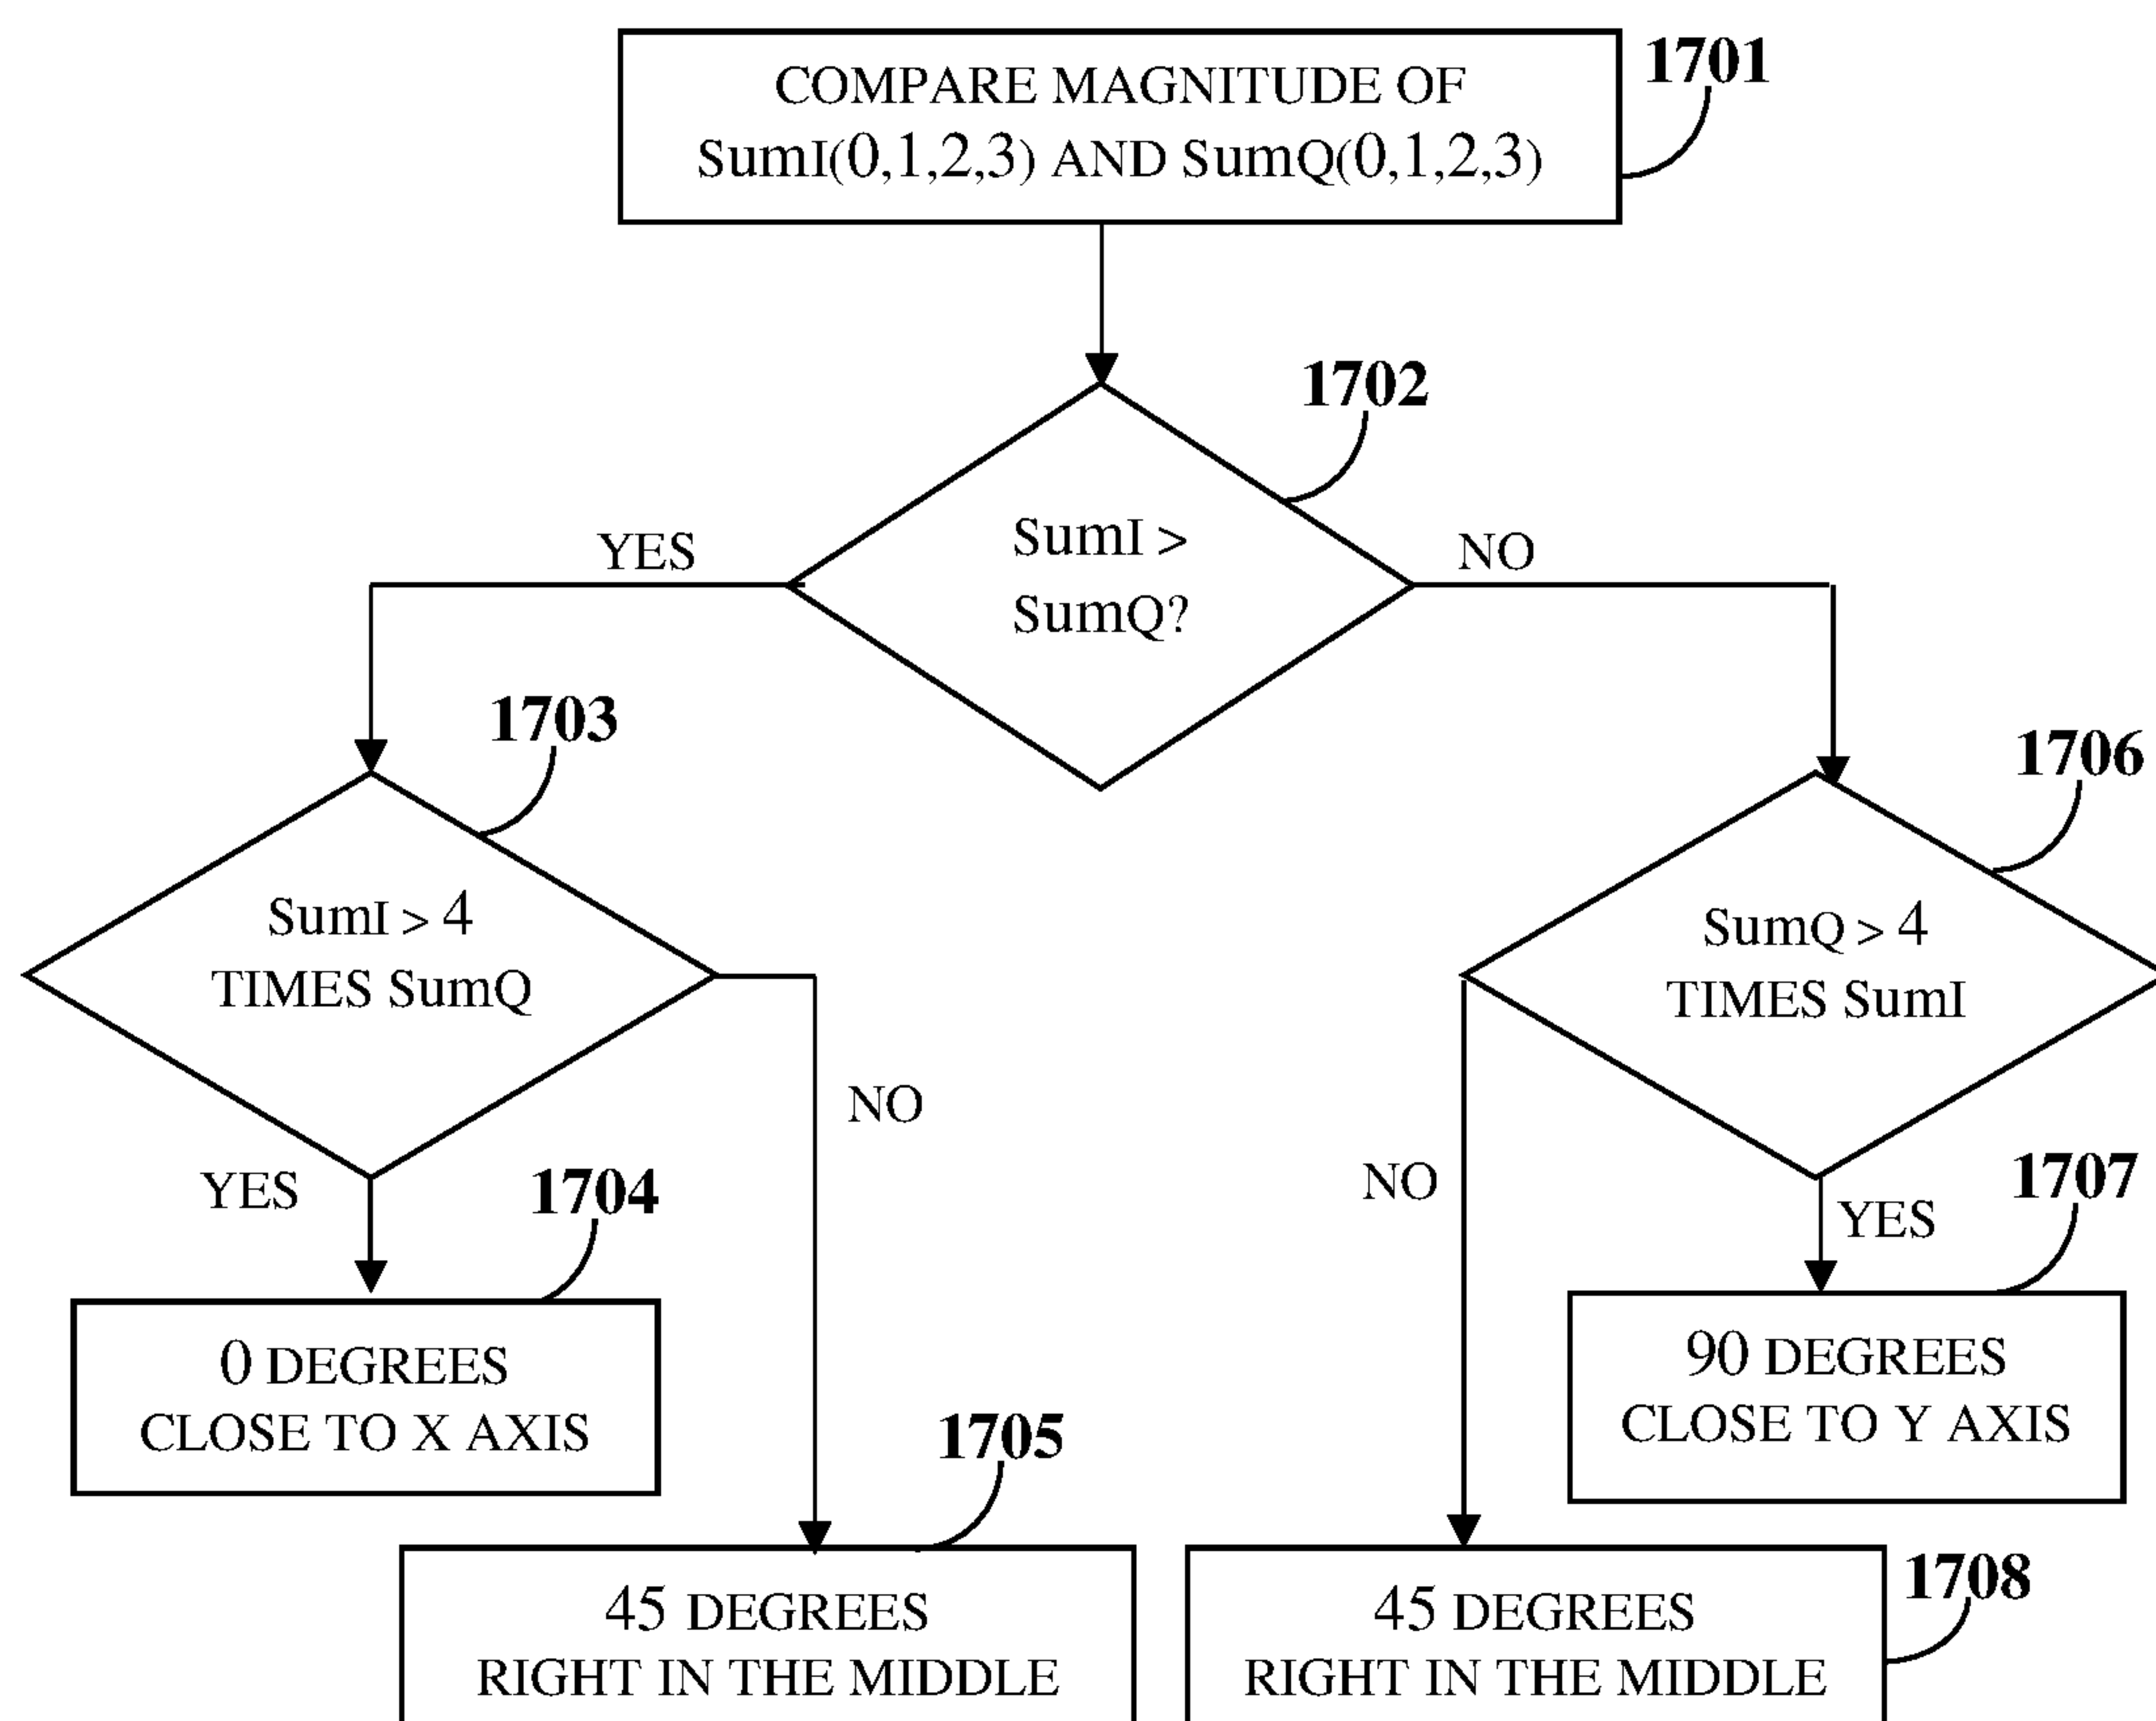 COMPARE MAGNITUDE OF
SumI(0,1,2,3) AND SumQ(0,1,2,3)
1701
1702
SumI >
SumQ?
YES
NO
1703
SumI > 4
TIMES SumQ
1706
SumQ > 4
TIMES SumI
NO
YES
1704
NO
YES
1707
0 DEGREES
CLOSE TO X AXIS
90 DEGREES
CLOSE TO Y AXIS
1705
45 DEGREES
RIGHT IN THE MIDDLE
45 DEGREES
RIGHT IN THE MIDDLE
1708